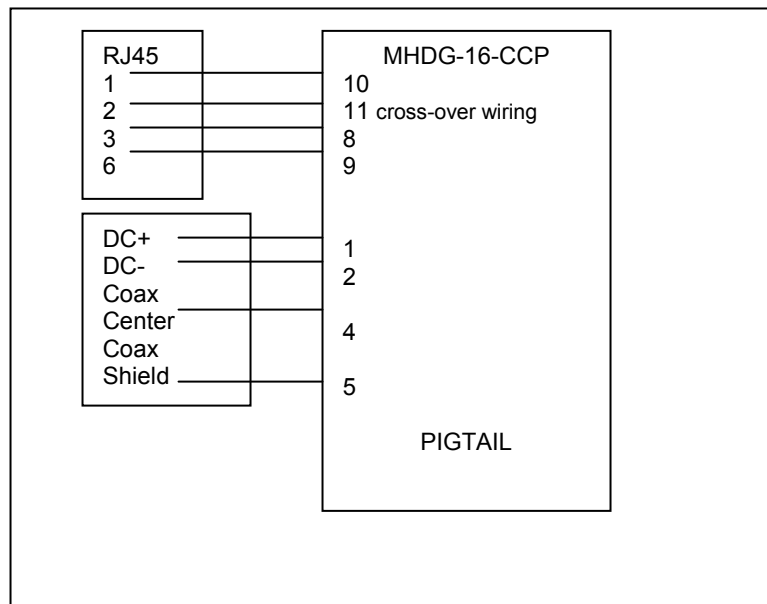 RJ45
1
2
3
6
MHDG-16-CCP
10
11 cross-over wiring
8
9
DC+
DC-
Coax
Center
Coax
Shield
1
2
4
5
PIGTAIL